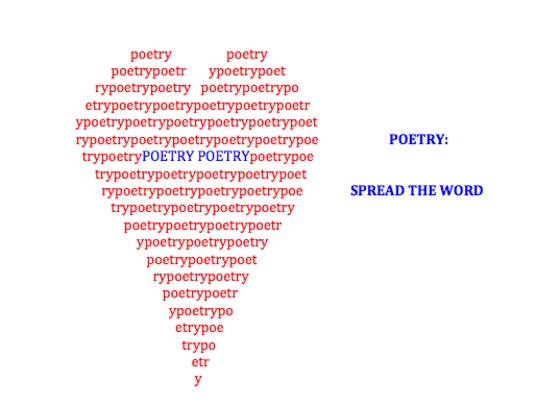 poetry poetry
poetrypoetr ypoetrypoet
rypoetrypoetry poetrypoetrypo
etrypoetrypoetrypoetrypoetrypoetr
ypoetrypoetrypoetrypoetrypoetrypoet
rypoetrypoetrypoetrypoetrypoetrypoe
trypoetryPOETRY POETRYpoetrypoe
trypoetrypoetrypoetrypoetrypoet
rypoetrypoetrypoetrypoetrypoe
trypoetrypoetrypoetrypoetry
poetrypoetrypoetrypoetr
ypoetrypoetrypoetry
poetrypoetrypoet
rypoetrypoetry
poetrypoetr
ypoetrypo
etrypoe
trypo
etr
y
POETRY:
SPREAD THE WORD